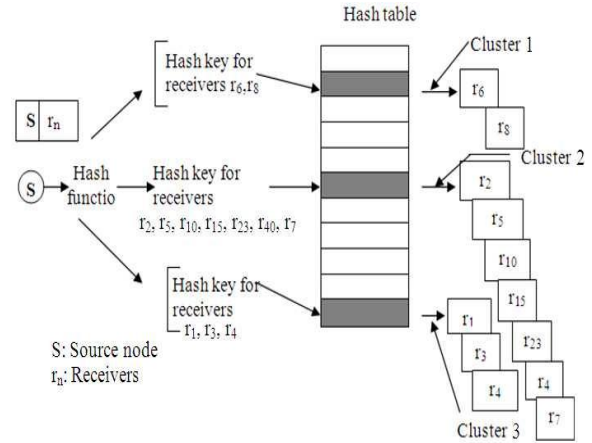 Hash table
Hash key for
receivers r6,r8
Cluster 1
r6
r8
S rn
S
Hash
functio
Hash key for
receivers
r2, r5, r10, r15, r23, r40, r7
Cluster 2
r2
r5
r10
r15
r23
r4
r7
Hash key for
receivers
r1, r3, r4
r1
r3
r4
Cluster 3
S: Source node
rn: Receivers